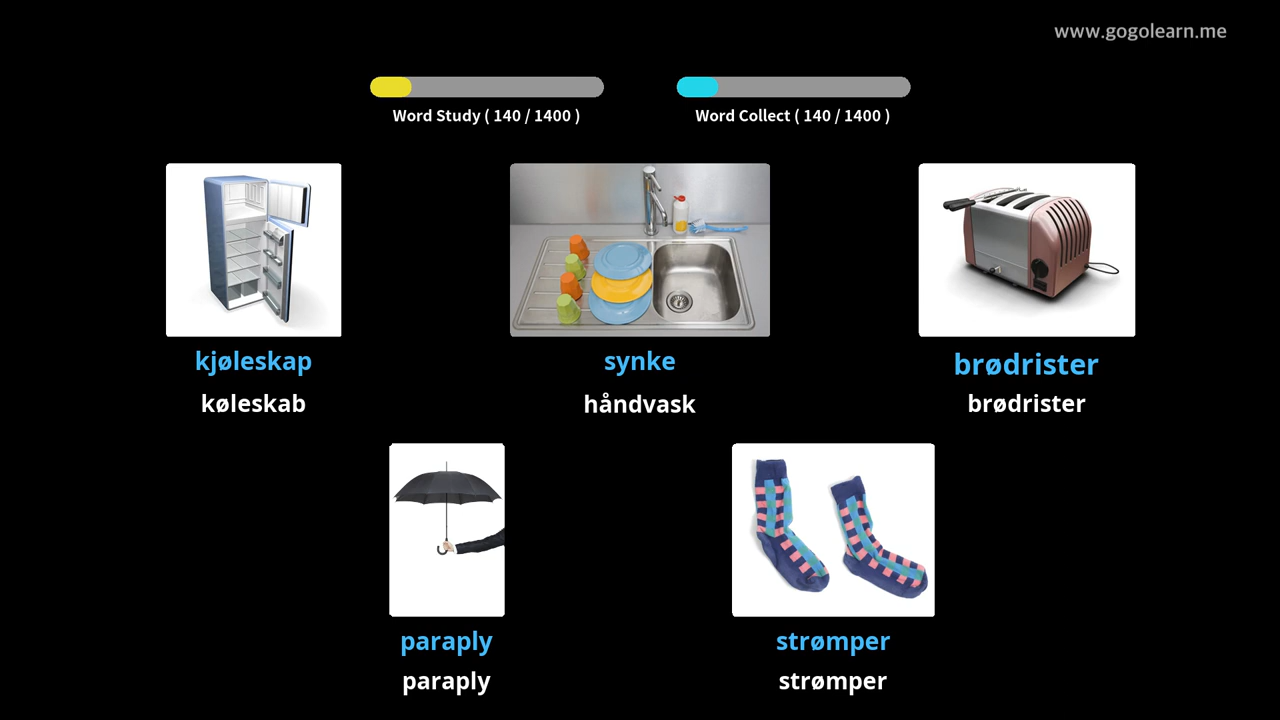 www.gogolearn.me
Word Study ( 140 / 1400 )
Word Collect ( 140 / 1400 )
kjøleskap
køleskab
synke
håndvask
brødrister
brødrister
paraply
paraply
strømper
strømper